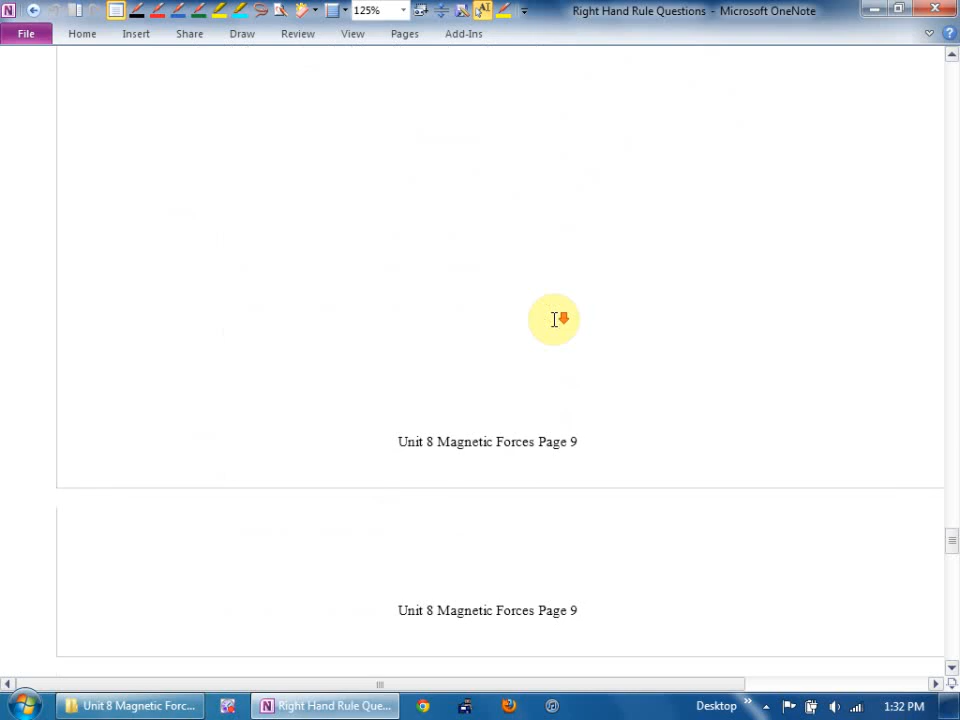 125%
Right Hand Rule Questions - Microsoft OneNote
File Home Insert Share Draw Review View Pages Add-Ins
Unit 8 Magnetic Forces Page 9
Unit 8 Magnetic Forces Page 9
Unit 8 Magnetic Forc... Right Hand Rule Que... Desktop 1:32 PM